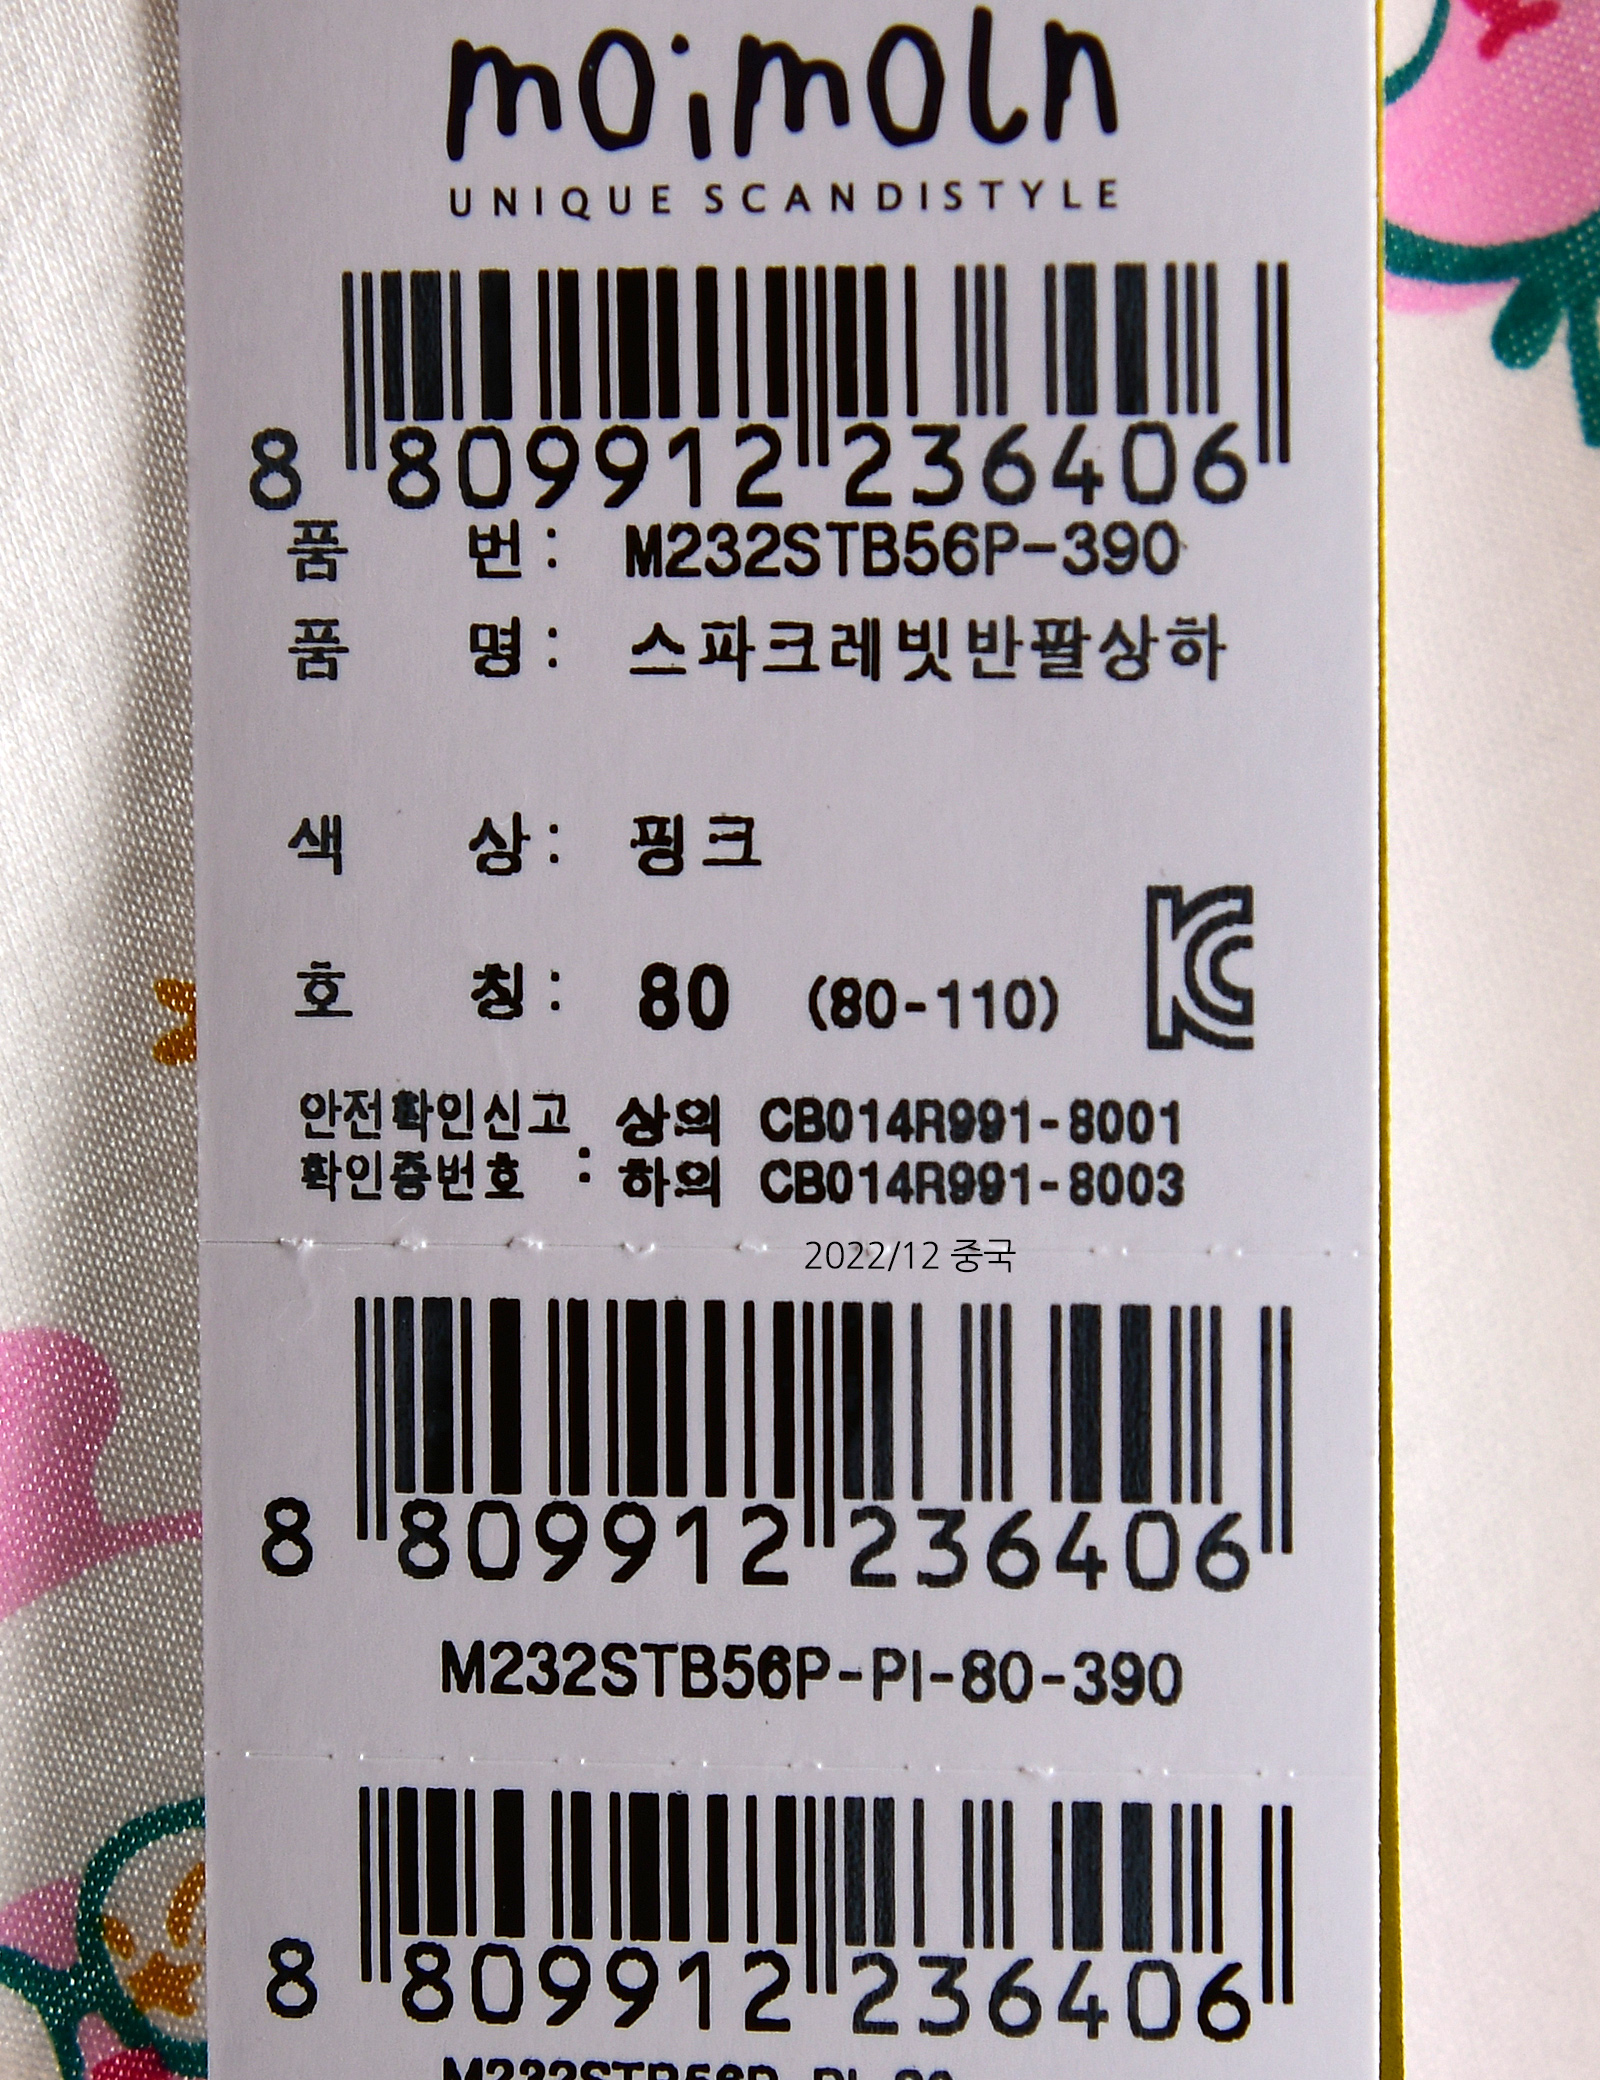 moimoln
UNIQUE SCANDISTYLE
8 809912 236406
품 번: M232STB56P-390
품 명: 스파크레빗반팔상하
색 상: 핑크
호 칭: 80 (80-110)
안전확인신고 상의 CB014R991-8001
확인증번호 : 하의 CB014R991-8003
2022/12 중국
8 809912 236406
M232STB56P-PI-80-390
8 809912 236406
M232STB56P-PI-80